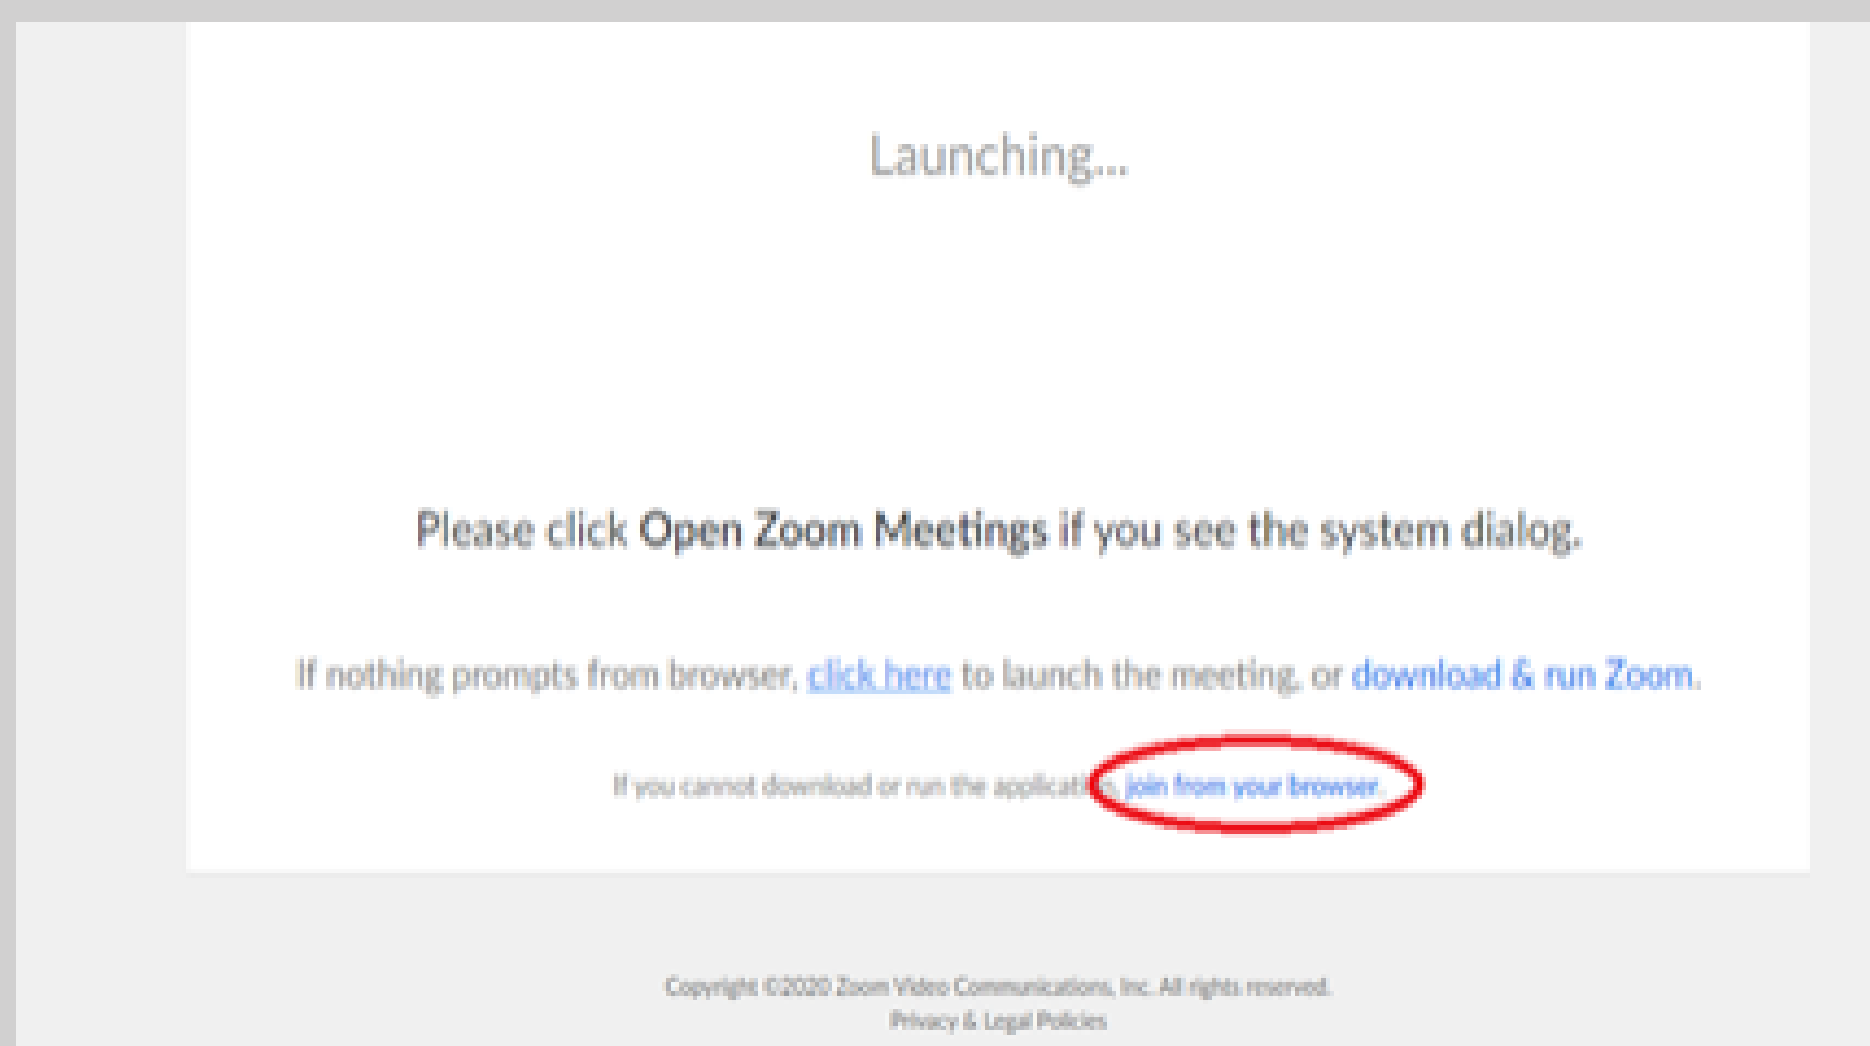 Launching...
Please click Open Zoom Meetings if you see the system dialog.
If nothing prompts from browser, click here to launch the meeting, or download & run Zoom.
If you cannot download or run the application, join from your browser.
Copyright ©2020 Zoom Video Communications, Inc. All rights reserved.
Privacy & Legal Policies